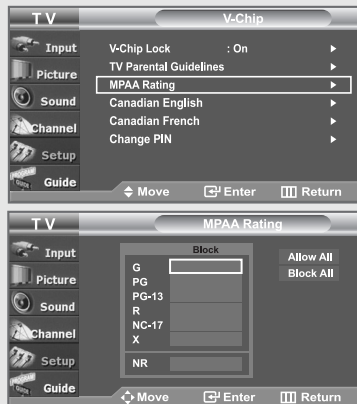 TV
V-Chip
Input
Picture
Sound
Channel
Setup
Guide
V-Chip Lock : On
TV Parental Guidelines
MPAA Rating
Canadian English
Canadian French
Change PIN
Move Enter Return
TV
MPAA Rating
Input
Picture
Sound
Channel
Setup
Guide
Block
G
PG
PG-13
R
NC-17
X
NR
Allow All
Block All
Move Enter Return